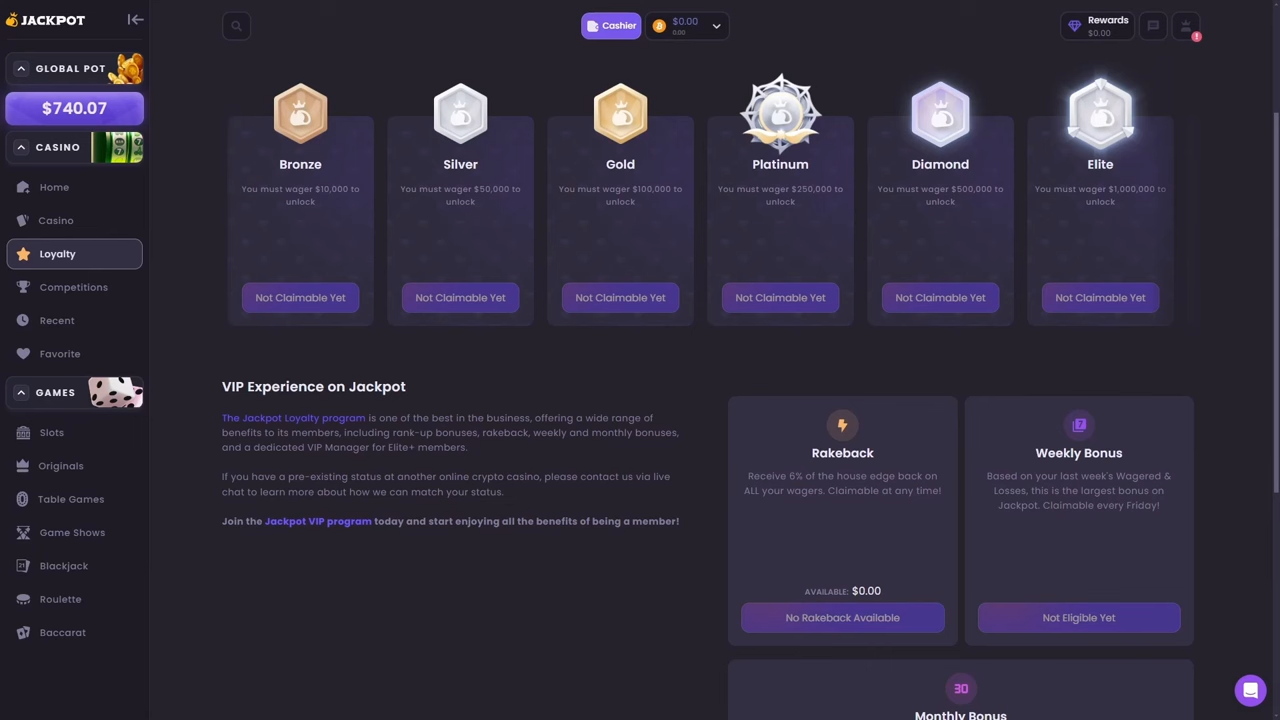 JACKPOT
GLOBAL POT
$740.07
CASINO
Home
Casino
Loyalty
Competitions
Recent
Favorite
GAMES
Slots
Originals
Table Games
Game Shows
Blackjack
Roulette
Baccarat
Cashier
$0.00
0.00
Rewards
$0.00
Bronze
You must wager $10,000 to
unlock
Not Claimable Yet
Silver
You must wager $50,000 to
unlock
Not Claimable Yet
Gold
You must wager $100,000 to
unlock
Not Claimable Yet
Platinum
You must wager $250,000 to
unlock
Not Claimable Yet
Diamond
You must wager $500,000 to
unlock
Not Claimable Yet
Elite
You must wager $1,000,000 to
unlock
Not Claimable Yet
VIP Experience on Jackpot
The Jackpot Loyalty program is one of the best in the business, offering a wide range of
benefits to its members, including rank-up bonuses, rakeback, weekly and monthly bonuses,
and a dedicated VIP Manager for Elite+ members.
If you have a pre-existing status at another online crypto casino, please contact us via live
chat to learn more about how we can match your status.
Join the Jackpot VIP program today and start enjoying all the benefits of being a member!
Rakeback
Receive 6% of the house edge back on
ALL your wagers. Claimable at any time!
AVAILABLE: $0.00
No Rakeback Available
7
Weekly Bonus
Based on your last week's Wagered &
Losses, this is the largest bonus on
Jackpot. Claimable every Friday!
Not Eligible Yet
30
Monthly Bonus